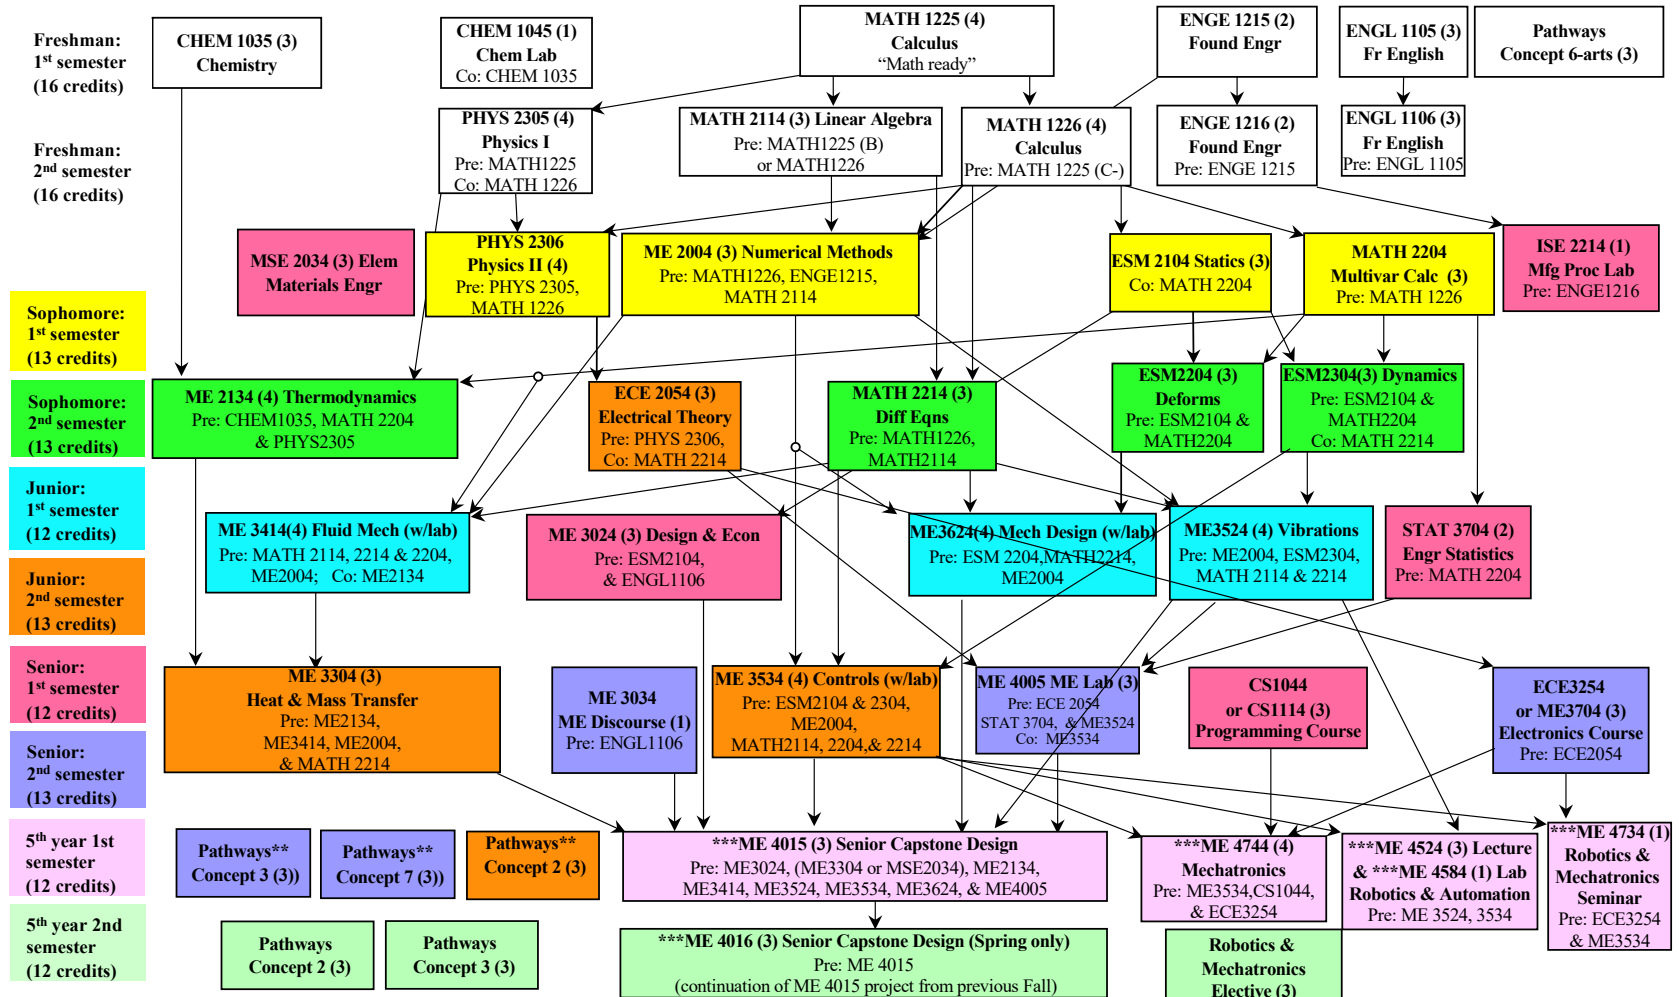 Freshman:
1st semester
(16 credits)
CHEM 1035 (3)
Chemistry
CHEM 1045 (1)
Chem Lab
Co: CHEM 1035
MATH 1225 (4)
Calculus
“Math ready”
ENGE 1215 (2)
Found Engr
ENGL 1105 (3)
Fr English
Pathways
Concept 6-arts (3)
Freshman:
2nd semester
(16 credits)
PHYS 2305 (4)
Physics I
Pre: MATH1225
Co: MATH 1226
MATH 2114 (3) Linear Algebra
Pre: MATH1225 (B)
or MATH1226
MATH 1226 (4)
Calculus
Pre: MATH 1225 (C-)
ENGE 1216 (2)
Found Engr
Pre: ENGE 1215
ENGL 1106 (3)
Fr English
Pre: ENGL 1105
MSE 2034 (3) Elem
Materials Engr
PHYS 2306
Physics II (4)
Pre: PHYS 2305,
MATH 1226
ME 2004 (3) Numerical Methods
Pre: MATH1226, ENGE1215,
MATH 2114
ESM 2104 Statics (3)
Co: MATH 2204
MATH 2204
Multivar Calc (3)
Pre: MATH 1226
ISE 2214 (1)
Mfg Proc Lab
Pre: ENGE1216
Sophomore:
1st semester
(13 credits)
Sophomore:
2nd semester
(13 credits)
ME 2134 (4) Thermodynamics
Pre: CHEM1035, MATH 2204
& PHYS2305
ECE 2054 (3)
Electrical Theory
Pre: PHYS 2306,
Co: MATH 2214
MATH 2214 (3)
Diff Eqns
Pre: MATH1226,
MATH2114
ESM2204 (3)
Deforms
Pre: ESM2104 &
MATH2204
ESM2304(3) Dynamics
Pre: ESM2104 &
MATH2204
Co: MATH 2214
Junior:
1st semester
(12 credits)
ME 3414(4) Fluid Mech (w/lab)
Pre: MATH 2114, 2214 & 2204,
ME2004; Co: ME2134
ME 3024 (3) Design & Econ
Pre: ESM2104,
& ENGL1106
ME3624(4) Mech Design (w/lab)
Pre: ESM 2204,MATH2214,
ME2004
ME3524 (4) Vibrations
Pre: ME2004, ESM2304,
MATH 2114 & 2214
STAT 3704 (2)
Engr Statistics
Pre: MATH 2204
Junior:
2nd semester
(13 credits)
Senior:
1st semester
(12 credits)
ME 3304 (3)
Heat & Mass Transfer
Pre: ME2134,
ME3414, ME2004,
& MATH 2214
ME 3034
ME Discourse (1)
Pre: ENGL1106
ME 3534 (4) Controls (w/lab)
Pre: ESM2104 & 2304,
ME2004,
MATH2114, 2204,& 2214
ME 4005 ME Lab (3)
Pre: ECE 2054
STAT 3704, & ME3524
Co: ME3534
CS1044
or CS1114 (3)
Programming Course
ECE3254
or ME3704 (3)
Electronics Course
Pre: ECE2054
Senior:
2nd semester
(13 credits)
5th year 1st
semester
(12 credits)
Pathways**
Concept 3 (3))
Pathways**
Concept 7 (3))
Pathways**
Concept 2 (3)
***ME 4015 (3) Senior Capstone Design
Pre: ME3024, (ME3304 or MSE2034), ME2134,
ME3414, ME3524, ME3534, ME3624, & ME4005
***ME 4744 (4)
Mechatronics
Pre: ME3534,CS1044,
& ECE3254
***ME 4524 (3) Lecture
& ***ME 4584 (1) Lab
Robotics & Automation
Pre: ME 3524, 3534
***ME 4734 (1)
Robotics &
Mechatronics
Seminar
Pre: ECE3254
& ME3534
5th year 2nd
semester
(12 credits)
Pathways
Concept 2 (3)
Pathways
Concept 3 (3)
***ME 4016 (3) Senior Capstone Design (Spring only)
Pre: ME 4015
(continuation of ME 4015 project from previous Fall)
Robotics &
Mechatronics
Elective (3)